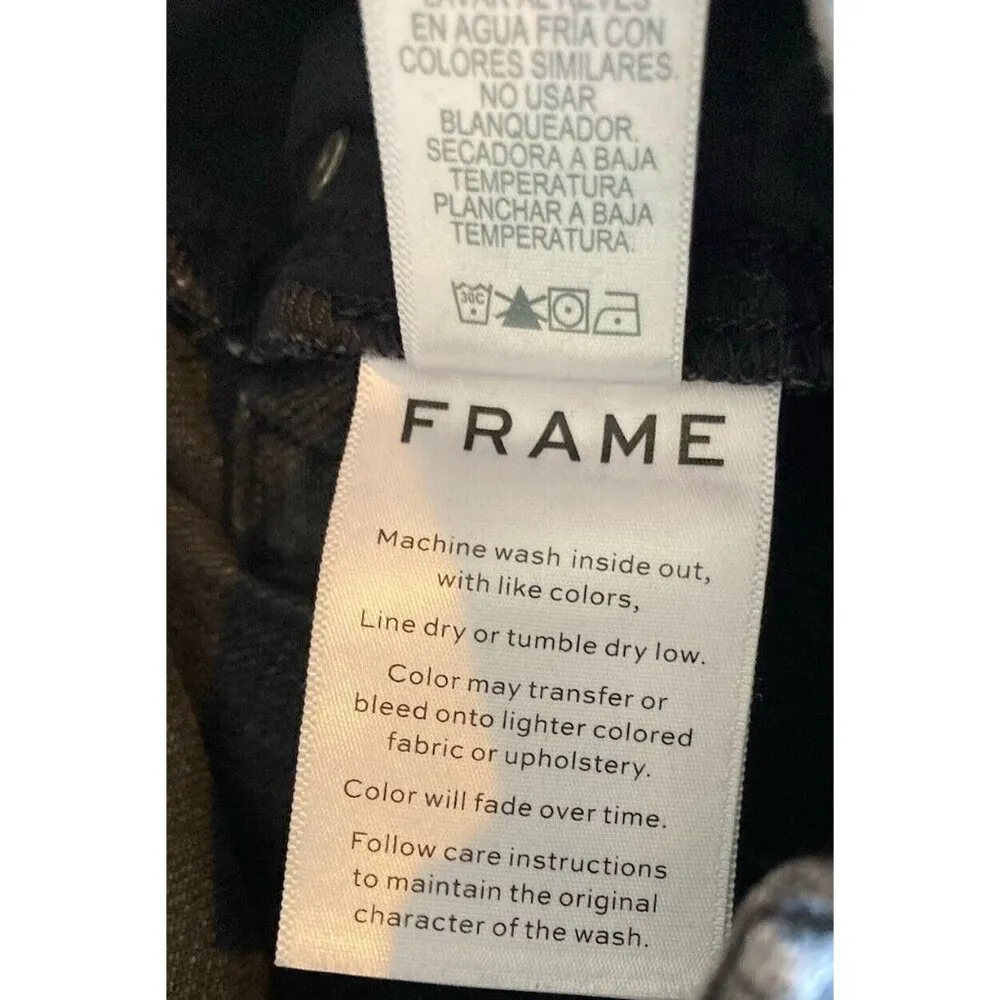 LAVAR AL REVES
EN AGUA FRIA CON
COLORES SIMILARES.
NO USAR
BLANQUEADOR.
SECADORA A BAJA
TEMPERATURA
PLANCHAR A BAJA
TEMPERATURA.
30C
FRAME
Machine wash inside out,
with like colors,
Line dry or tumble dry low.
Color may transfer or
bleed onto lighter colored
fabric or upholstery.
Color will fade over time.
Follow care instructions
to maintain the original
character of the wash.